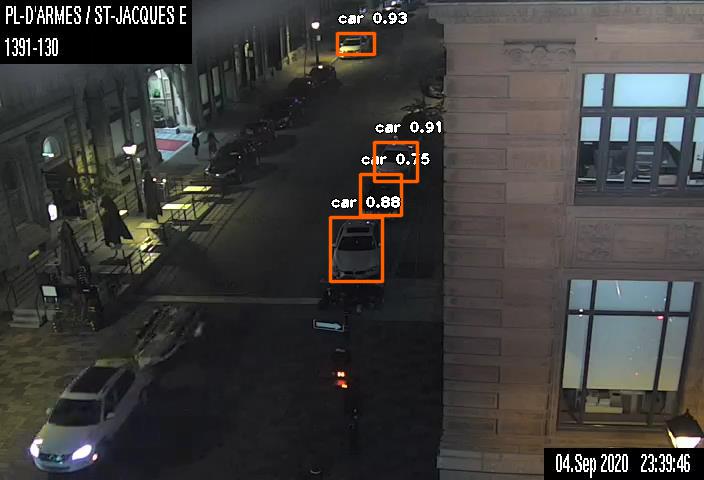 PL-D'ARMES / ST-JACQUES E
1391-130
car 0.93
car 0.91
car 0.75
car 0.88
04.Sep 2020 23:39:46